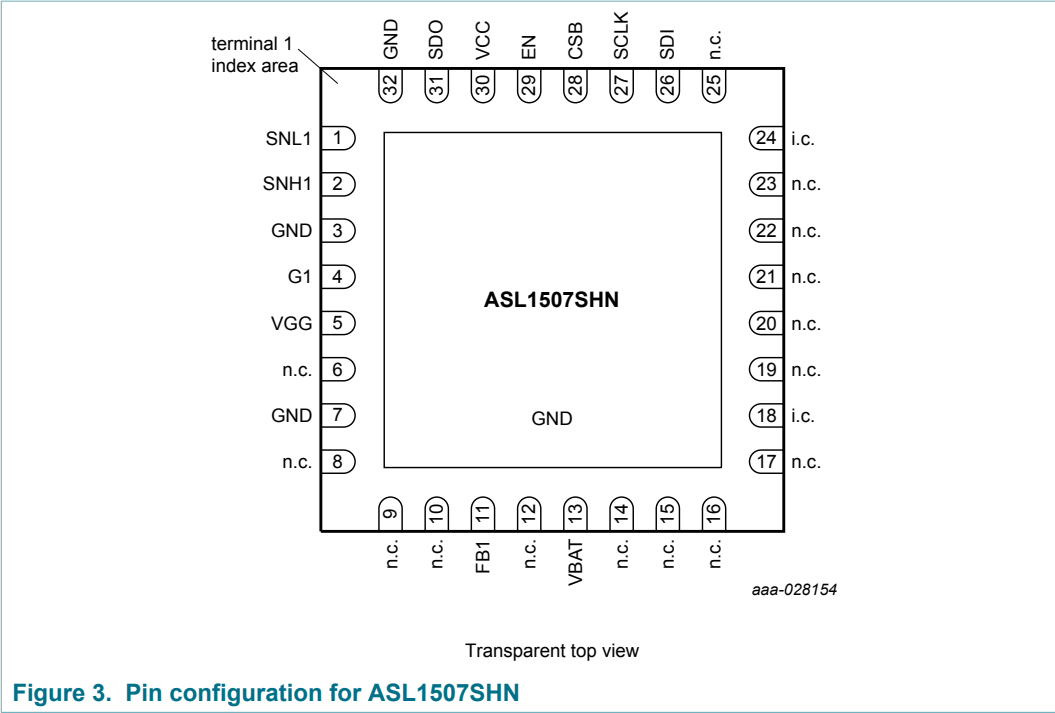 terminal 1
index area
GND
SDO
VCC
EN
CSB
SCLK
SDI
n.c.
32
31
30
29
28
27
26
25
SNL1 1
SNH1 2
GND 3
G1 4
VGG 5
n.c. 6
GND 7
n.c. 8
24 i.c.
23 n.c.
22 n.c.
21 n.c.
20 n.c.
19 n.c.
18 i.c.
17 n.c.
ASL1507SHN
GND
9
10
11
12
13
14
15
16
n.c.
n.c.
FB1
n.c.
VBAT
n.c.
n.c.
n.c.
aaa-028154
Transparent top view
Figure 3. Pin configuration for ASL1507SHN